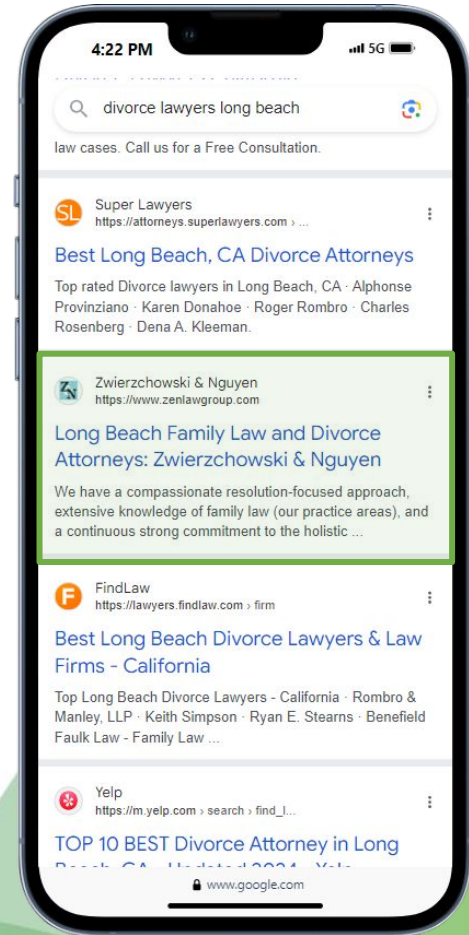 4:22 PM
5G
divorce lawyers long beach
law cases. Call us for a Free Consultation.
SL
Super Lawyers
https://attorneys.superlawyers.com › ...
Best Long Beach, CA Divorce Attorneys
Top rated Divorce lawyers in Long Beach, CA · Alphonse
Provinziano · Karen Donahoe · Roger Rombro · Charles
Rosenberg · Dena A. Kleeman.
ZN
Zwierzchowski & Nguyen
https://www.zenlawgroup.com
Long Beach Family Law and Divorce
Attorneys: Zwierzchowski & Nguyen
We have a compassionate resolution-focused approach,
extensive knowledge of family law (our practice areas), and
a continuous strong commitment to the holistic ...
F
FindLaw
https://lawyers.findlaw.com › firm
Best Long Beach Divorce Lawyers & Law
Firms - California
Top Long Beach Divorce Lawyers - California · Rombro &
Manley, LLP · Keith Simpson · Ryan E. Stearns · Benefield
Faulk Law - Family Law ...
Yelp
https://m.yelp.com › search › find_l...
TOP 10 BEST Divorce Attorney in Long
Beach, CA - Updated 2024 - Yelp
www.google.com